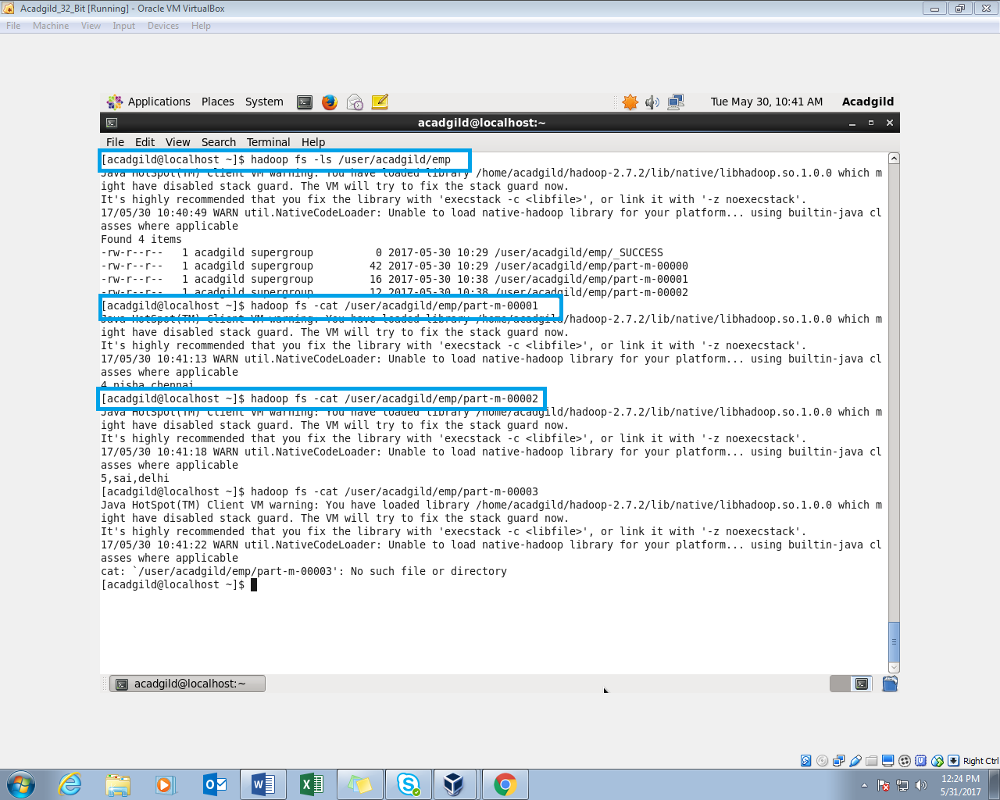 Acadgild_32_Bit [Running] - Oracle VM VirtualBox
File Machine View Input Devices Help
Applications Places System Tue May 30, 10:41 AM Acadgild
acadgild@localhost:~
File Edit View Search Terminal Help
[acadgild@localhost ~]$ hadoop fs -ls /user/acadgild/emp
Java HotSpot(TM) Client VM warning: You have loaded library /home/acadgild/hadoop-2.7.2/lib/native/libhadoop.so.1.0.0 which m
ight have disabled stack guard. The VM will try to fix the stack guard now.
It's highly recommended that you fix the library with 'execstack -c <libfile>', or link it with '-z noexecstack'.
17/05/30 10:40:49 WARN util.NativeCodeLoader: Unable to load native-hadoop library for your platform... using builtin-java cl
asses where applicable
Found 4 items
-rw-r--r-- 1 acadgild supergroup 0 2017-05-30 10:29 /user/acadgild/emp/_SUCCESS
-rw-r--r-- 1 acadgild supergroup 42 2017-05-30 10:29 /user/acadgild/emp/part-m-00000
-rw-r--r-- 1 acadgild supergroup 16 2017-05-30 10:38 /user/acadgild/emp/part-m-00001
-rw-r--r-- 1 acadgild supergroup 12 2017-05-30 10:38 /user/acadgild/emp/part-m-00002
[acadgild@localhost ~]$ hadoop fs -cat /user/acadgild/emp/part-m-00001
Java HotSpot(TM) Client VM warning: You have loaded library /home/acadgild/hadoop-2.7.2/lib/native/libhadoop.so.1.0.0 which m
ight have disabled stack guard. The VM will try to fix the stack guard now.
It's highly recommended that you fix the library with 'execstack -c <libfile>', or link it with '-z noexecstack'.
17/05/30 10:41:13 WARN util.NativeCodeLoader: Unable to load native-hadoop library for your platform... using builtin-java cl
asses where applicable
4,nisha,chennai
[acadgild@localhost ~]$ hadoop fs -cat /user/acadgild/emp/part-m-00002
Java HotSpot(TM) Client VM warning: You have loaded library /home/acadgild/hadoop-2.7.2/lib/native/libhadoop.so.1.0.0 which m
ight have disabled stack guard. The VM will try to fix the stack guard now.
It's highly recommended that you fix the library with 'execstack -c <libfile>', or link it with '-z noexecstack'.
17/05/30 10:41:18 WARN util.NativeCodeLoader: Unable to load native-hadoop library for your platform... using builtin-java cl
asses where applicable
5,sai,delhi
[acadgild@localhost ~]$ hadoop fs -cat /user/acadgild/emp/part-m-00003
Java HotSpot(TM) Client VM warning: You have loaded library /home/acadgild/hadoop-2.7.2/lib/native/libhadoop.so.1.0.0 which m
ight have disabled stack guard. The VM will try to fix the stack guard now.
It's highly recommended that you fix the library with 'execstack -c <libfile>', or link it with '-z noexecstack'.
17/05/30 10:41:22 WARN util.NativeCodeLoader: Unable to load native-hadoop library for your platform... using builtin-java cl
asses where applicable
cat: `/user/acadgild/emp/part-m-00003': No such file or directory
[acadgild@localhost ~]$
acadgild@localhost:~
Right Ctrl
12:24 PM
5/31/2017